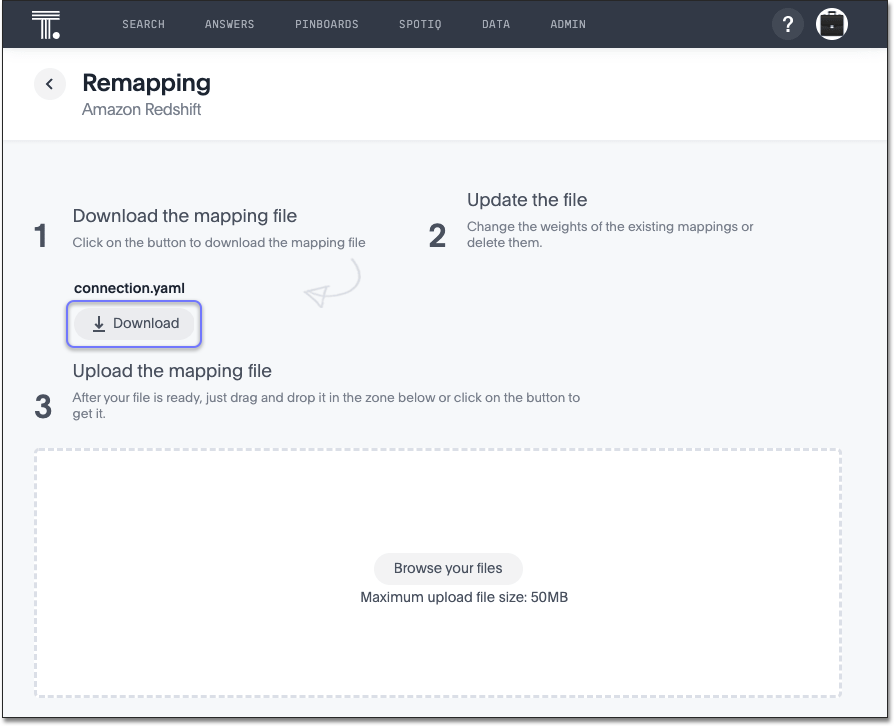 T.
SEARCH ANSWERS PINBOARDS SPOTIQ DATA ADMIN ?
Remapping
Amazon Redshift
1
Download the mapping file
Click on the button to download the mapping file
2
Update the file
Change the weights of the existing mappings or
delete them.
connection.yaml
Download
3
Upload the mapping file
After your file is ready, just drag and drop it in the zone below or click on the button to
get it.
Browse your files
Maximum upload file size: 50MB